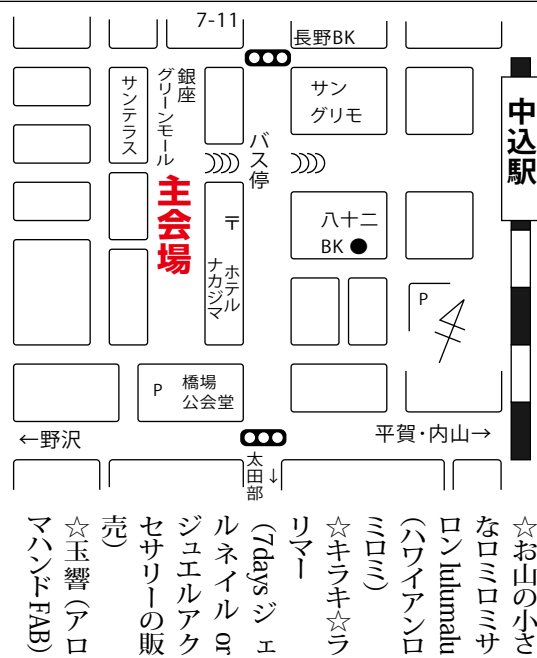 7-11
長野BK
サン
グリモ
中込駅
銀座
グリーンモール
サンテラス
バス停
主会場
〒
ホテル
ナカジマ
八十二
BK
P
P
橋場
公会堂
←野沢
平賀・内山→
太田部↓
☆お山の小さ
なロミロミサ
ロン lulumalu
(ハワイアンロ
ミロミ)
☆キラキ☆ラ
リマー
(7days ジェ
ルネイル or
ジュエルアク
セサリーの販
売)
☆玉響(アロ
マハンドFAB)